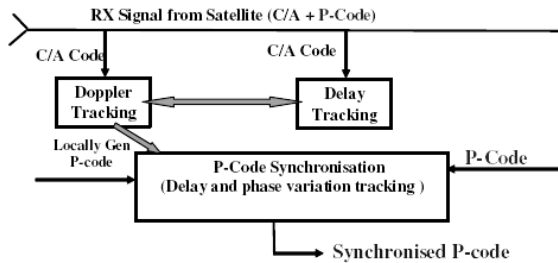 RX Signal from Satellite (C/A + P-Code)
C/A Code
C/A Code
Doppler
Tracking
Delay
Tracking
Locally Gen
P-code
P-Code Synchronisation
(Delay and phase variation tracking )
P-Code
Synchronised P-code